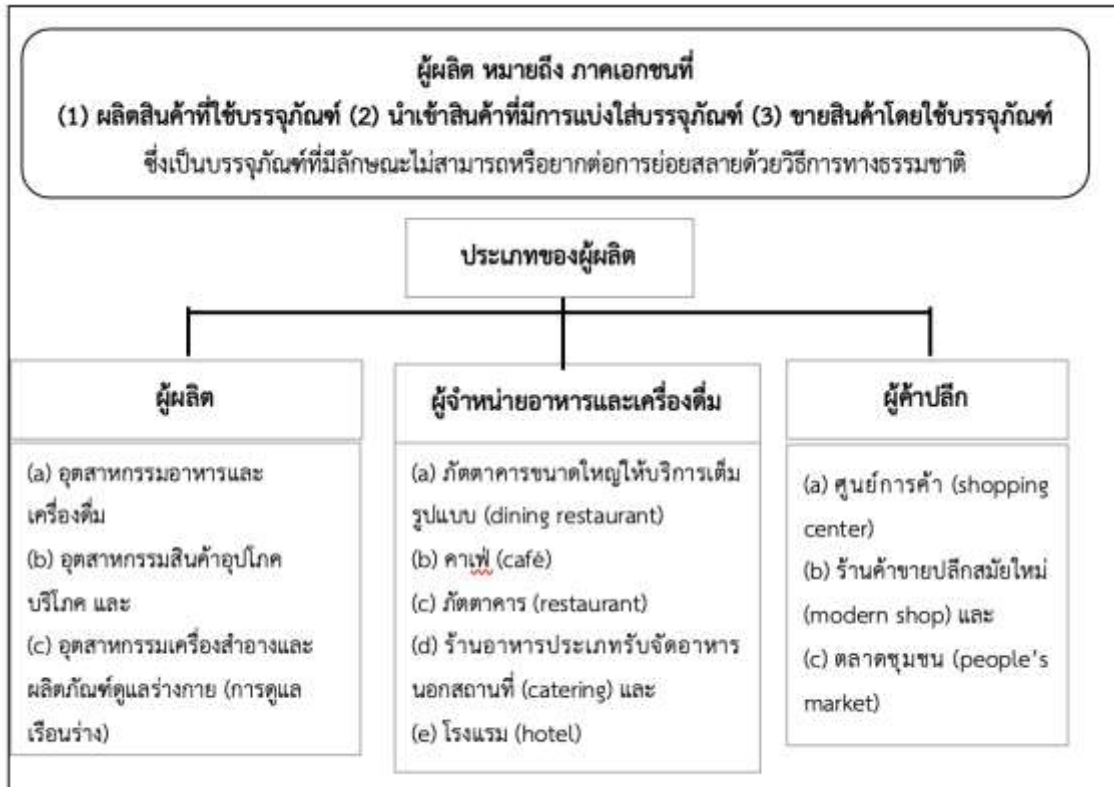 ผู้ผลิต หมายถึง ภาคเอกชนที่
(1) ผลิตสินค้าที่ใช้บรรจุภัณฑ์ (2) นำเข้าสินค้าที่มีการแบ่งใส่บรรจุภัณฑ์ (3) ขายสินค้าโดยใช้บรรจุภัณฑ์
ซึ่งเป็นบรรจุภัณฑ์ที่มีลักษณะไม่สามารถหรือยากต่อการย่อยสลายด้วยวิธีการทางธรรมชาติ
ประเภทของผู้ผลิต
ผู้ผลิต
(a) อุตสาหกรรมอาหารและ
เครื่องดื่ม
(b) อุตสาหกรรมสินค้าอุปโภค
บริโภค และ
(c) อุตสาหกรรมเครื่องสำอางและ
ผลิตภัณฑ์ดูแลร่างกาย (การดูแล
เรือนร่าง)
ผู้จำหน่ายอาหารและเครื่องดื่ม
(a) ภัตตาคารขนาดใหญ่ให้บริการเต็ม
รูปแบบ (dining restaurant)
(b) คาเฟ่ (café)
(c) ภัตตาคาร (restaurant)
(d) ร้านอาหารประเภทรับจัดอาหาร
นอกสถานที่ (catering) และ
(e) โรงแรม (hotel)
ผู้ค้าปลีก
(a) ศูนย์การค้า (shopping
center)
(b) ร้านค้าขายปลีกสมัยใหม่
(modern shop) และ
(c) ตลาดชุมชน (people's
market)